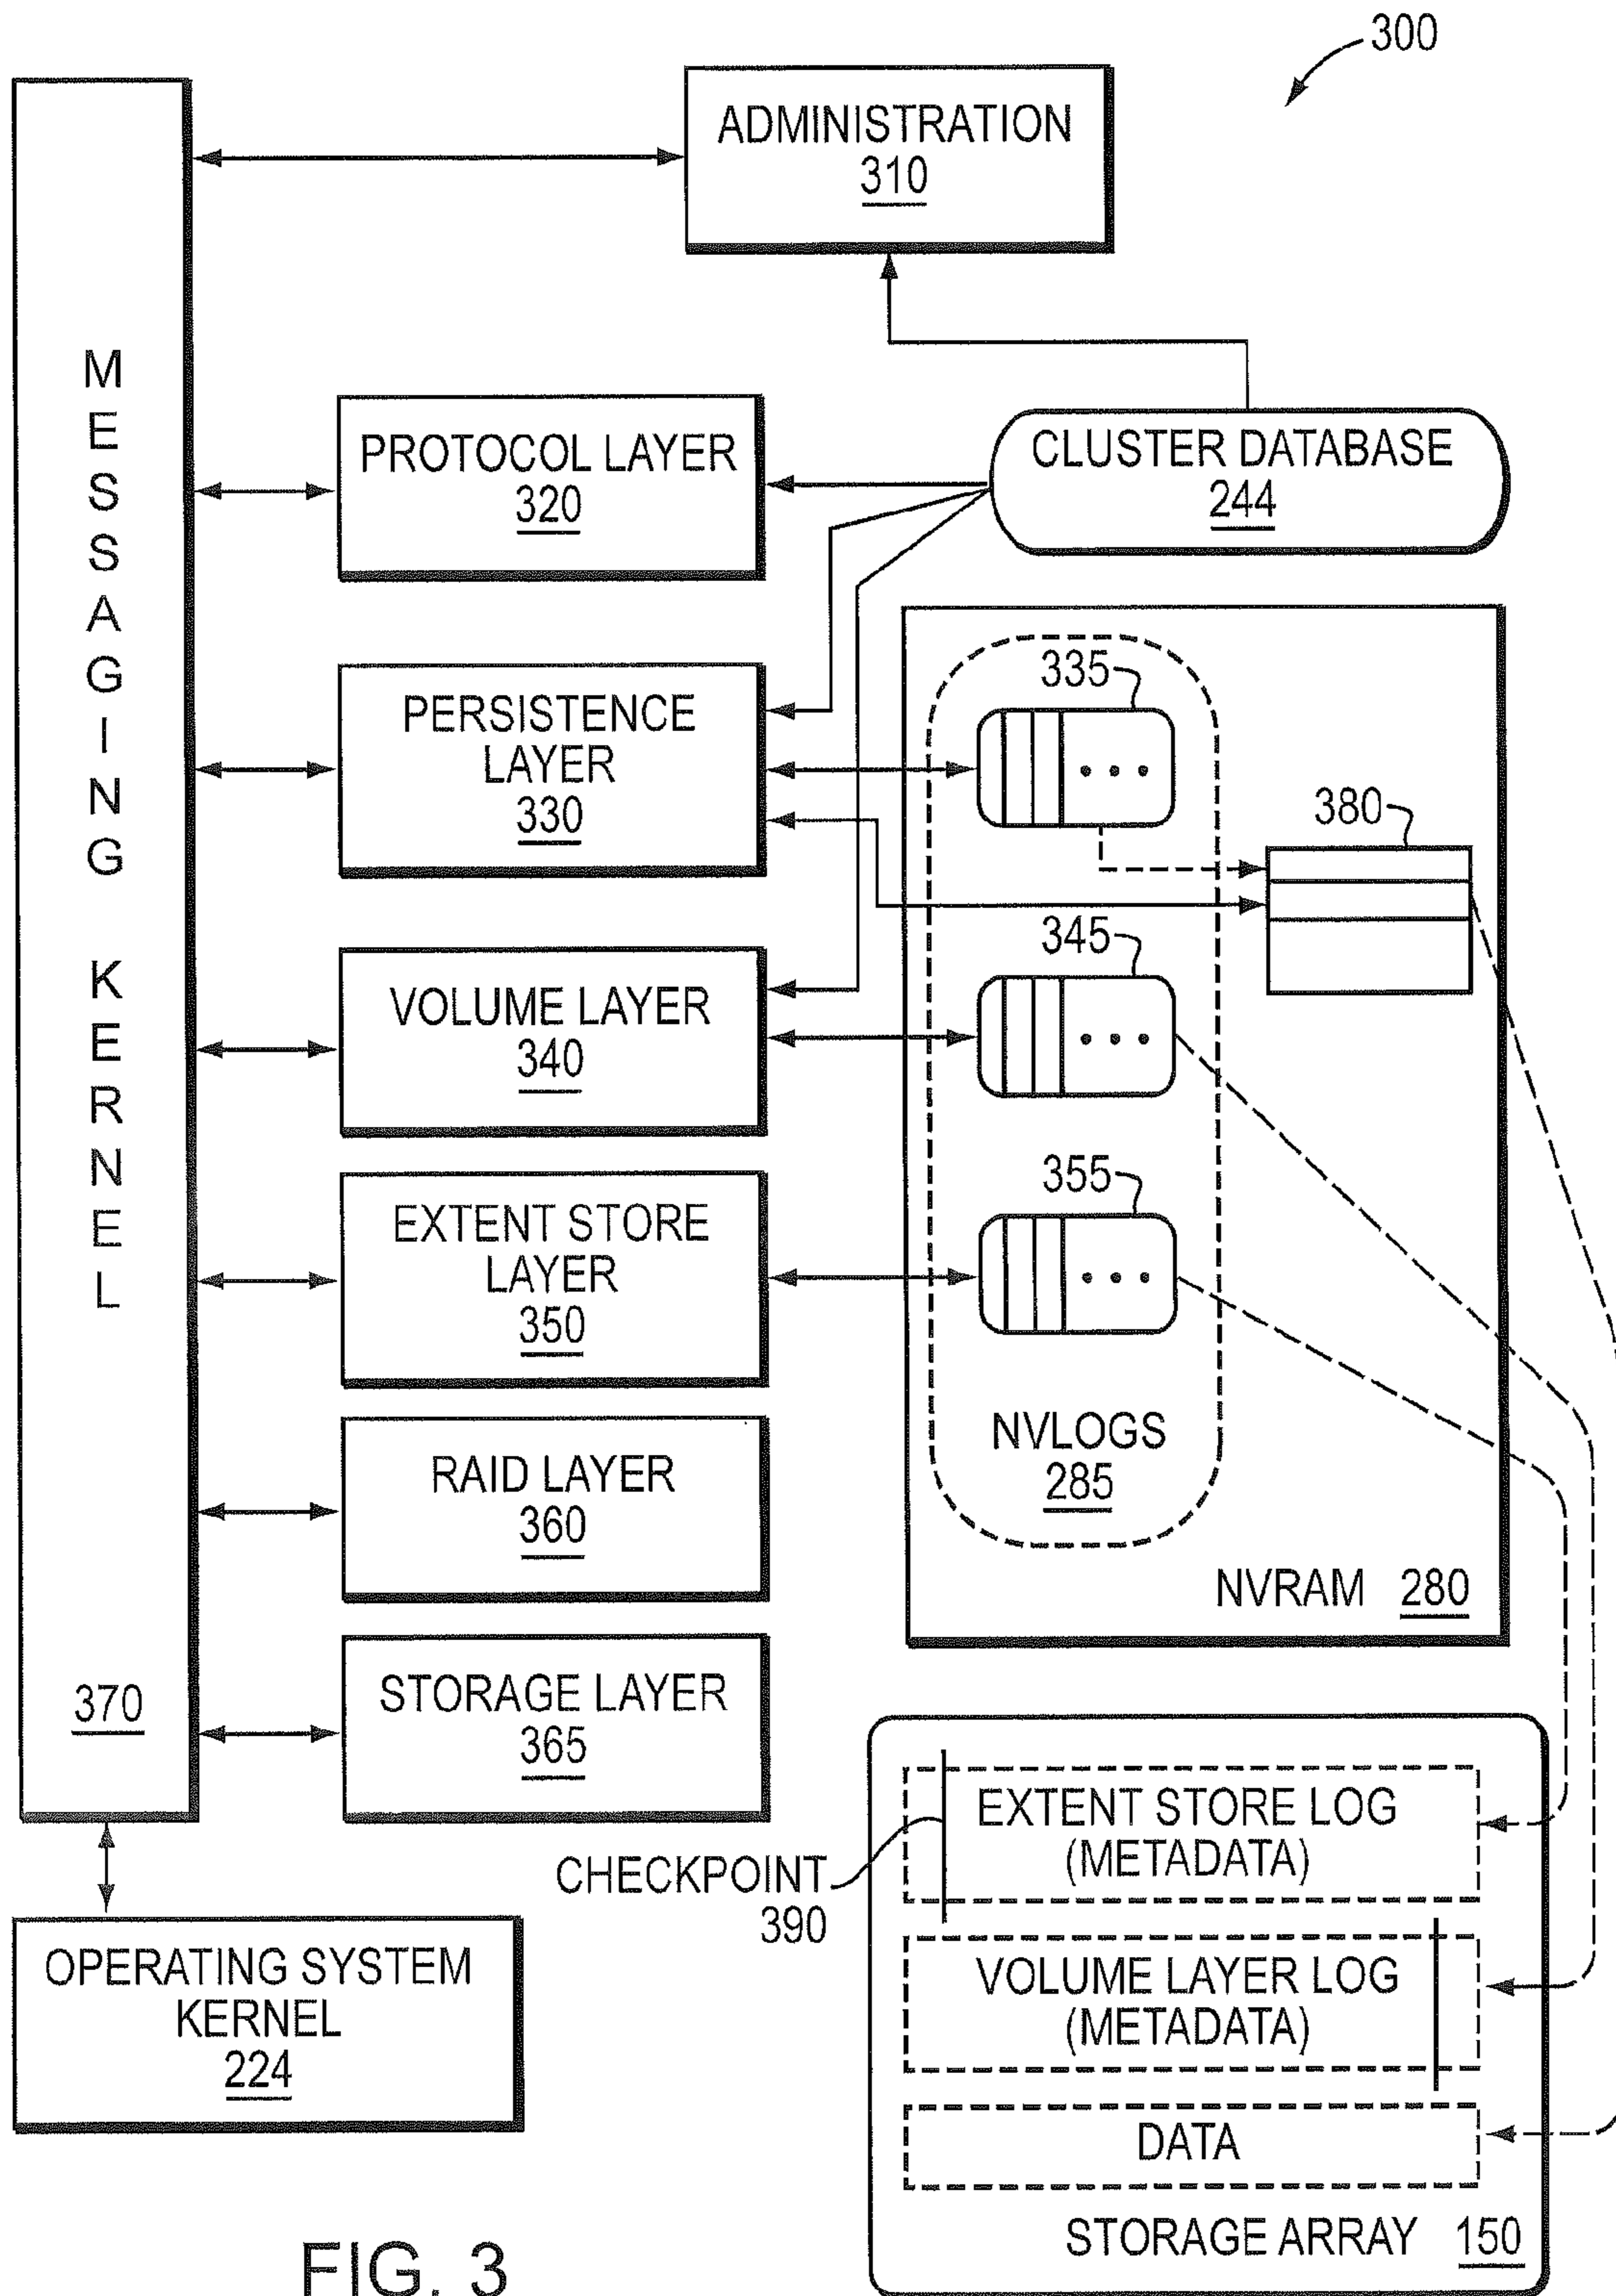 300
ADMINISTRATION
310
MESSAGING KERNEL
370
PROTOCOL LAYER
320
CLUSTER DATABASE
244
PERSISTENCE
LAYER
330
335
380
VOLUME LAYER
340
345
EXTENT STORE
LAYER
350
355
NVLOGS
285
RAID LAYER
360
NVRAM 280
STORAGE LAYER
365
EXTENT STORE LOG
(METADATA)
CHECKPOINT
390
VOLUME LAYER LOG
(METADATA)
DATA
STORAGE ARRAY 150
OPERATING SYSTEM
KERNEL
224
FIG. 3